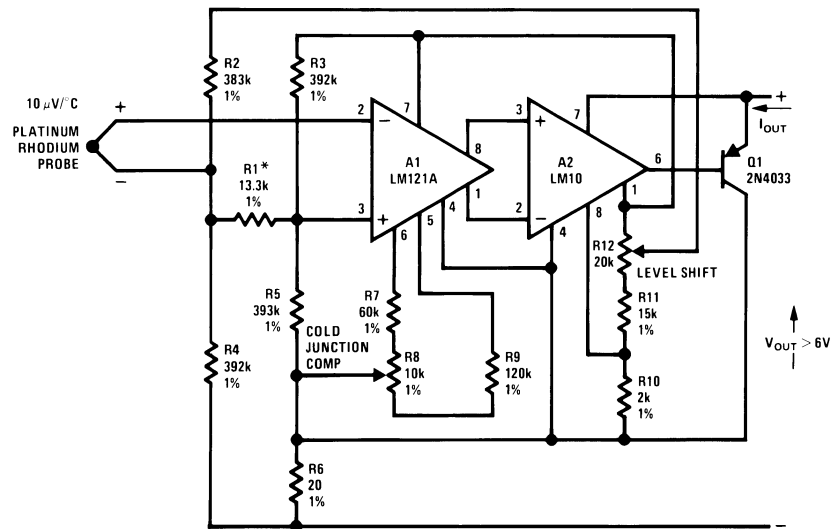 10 μV/°C
PLATINUM
RHODIUM
PROBE
+
−
R2
383k
1%
R3
392k
1%
R1*
13.3k
1%
R4
392k
1%
R5
393k
1%
R6
20
1%
COLD
JUNCTION
COMP
2
−
3
+
7
A1
LM121A
8
1
4
5
6
R7
60k
1%
R8
10k
1%
R9
120k
1%
3
+
2
−
7
A2
LM10
6
1
8
4
R12
20k
LEVEL SHIFT
R11
15k
1%
R10
2k
1%
+
IOUT
Q1
2N4033
VOUT > 6V
−